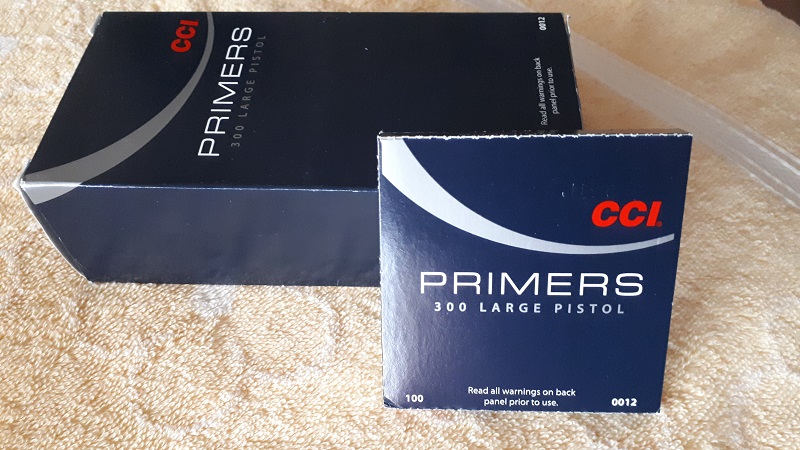 CCI
PRIMERS
300 LARGE PISTOL
0012
Read all warnings on back
panel prior to use.
CCI
PRIMERS
300 LARGE PISTOL
Read all warnings on back
panel prior to use.
100
0012